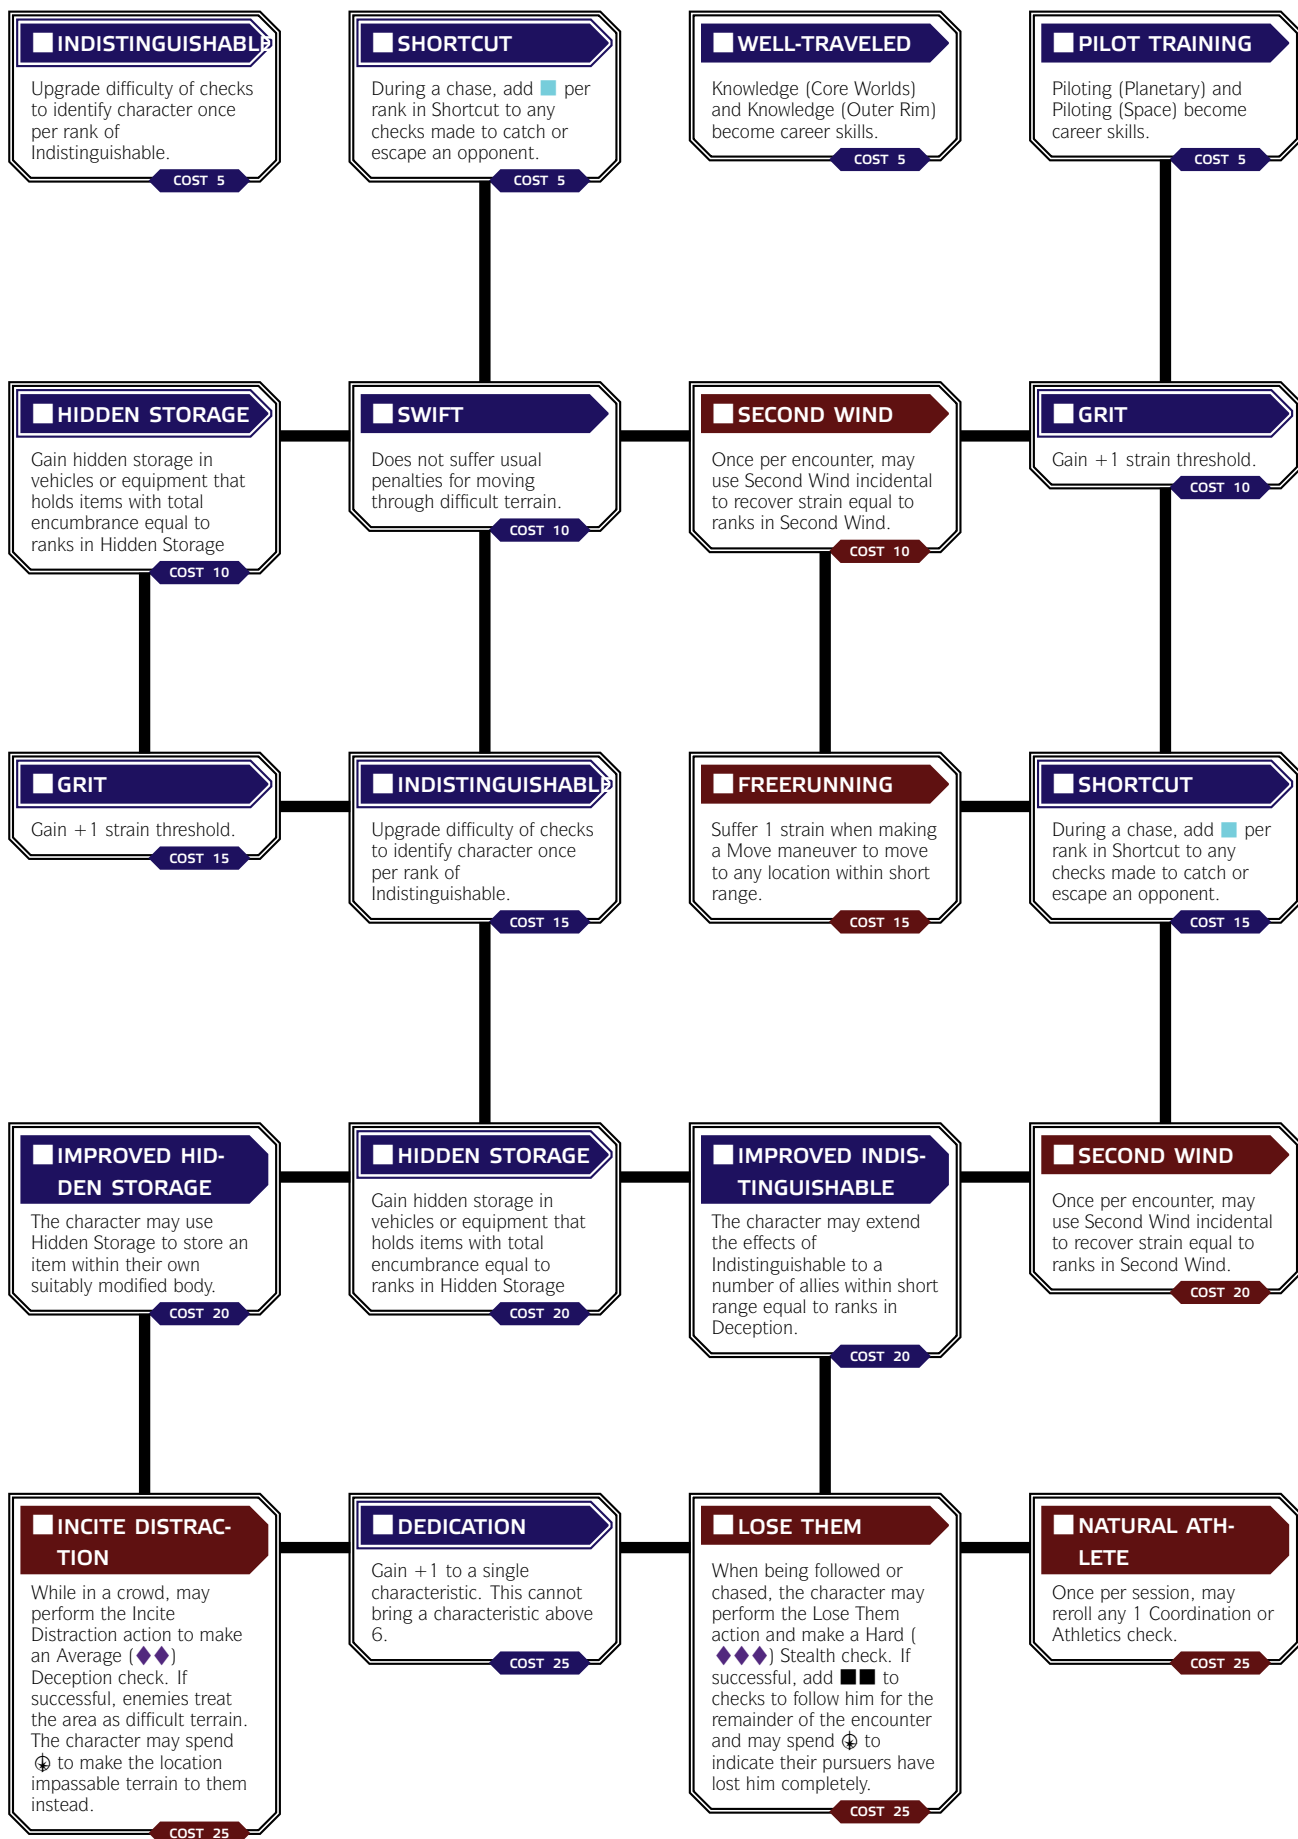 INDISTINGUISHABLE
Upgrade difficulty of checks
to identify character once
per rank of
Indistinguishable.
COST 5
SHORTCUT
During a chase, add per
rank in Shortcut to any
checks made to catch or
escape an opponent.
COST 5
WELL-TRAVELED
Knowledge (Core Worlds)
and Knowledge (Outer Rim)
become career skills.
COST 5
PILOT TRAINING
Piloting (Planetary) and
Piloting (Space) become
career skills.
COST 5
HIDDEN STORAGE
Gain hidden storage in
vehicles or equipment that
holds items with total
encumbrance equal to
ranks in Hidden Storage
COST 10
SWIFT
Does not suffer usual
penalties for moving
through difficult terrain.
COST 10
SECOND WIND
Once per encounter, may
use Second Wind incidental
to recover strain equal to
ranks in Second Wind.
COST 10
GRIT
Gain +1 strain threshold.
COST 10
GRIT
Gain +1 strain threshold.
COST 15
INDISTINGUISHABLE
Upgrade difficulty of checks
to identify character once
per rank of
Indistinguishable.
COST 15
FREERUNNING
Suffer 1 strain when making
a Move maneuver to move
to any location within short
range.
COST 15
SHORTCUT
During a chase, add per
rank in Shortcut to any
checks made to catch or
escape an opponent.
COST 15
IMPROVED HID-
DEN STORAGE
The character may use
Hidden Storage to store an
item within their own
suitably modified body.
COST 20
HIDDEN STORAGE
Gain hidden storage in
vehicles or equipment that
holds items with total
encumbrance equal to
ranks in Hidden Storage
COST 20
IMPROVED INDIS-
TINGUISHABLE
The character may extend
the effects of
Indistinguishable to a
number of allies within short
range equal to ranks in
Deception.
COST 20
SECOND WIND
Once per encounter, may
use Second Wind incidental
to recover strain equal to
ranks in Second Wind.
COST 20
INCITE DISTRAC-
TION
While in a crowd, may
perform the Incite
Distraction action to make
an Average (♦♦)
Deception check. If
successful, enemies treat
the area as difficult terrain.
The character may spend
to make the location
impassable terrain to them
instead.
COST 25
DEDICATION
Gain +1 to a single
characteristic. This cannot
bring a characteristic above
6.
COST 25
LOSE THEM
When being followed or
chased, the character may
perform the Lose Them
action and make a Hard (
♦♦♦) Stealth check. If
successful, add ■■ to
checks to follow him for the
remainder of the encounter
and may spend to
indicate their pursuers have
lost him completely.
COST 25
NATURAL ATH-
LETE
Once per session, may
reroll any 1 Coordination or
Athletics check.
COST 25